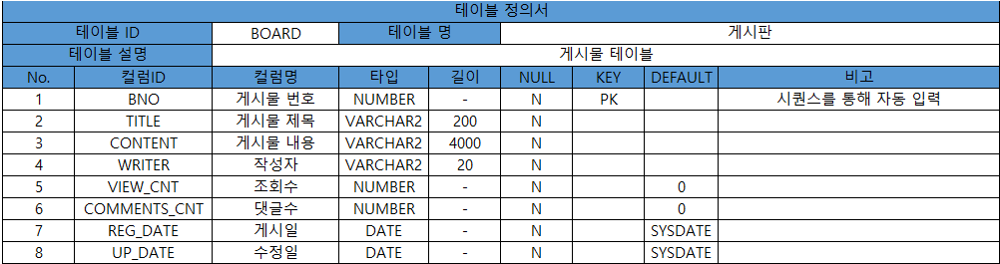 테이블 정의서
테이블 ID BOARD 테이블 명 게시판
테이블 설명 게시물 테이블
No. 컬럼ID 컬럼명 타입 길이 NULL KEY DEFAULT 비고
1 BNO 게시물 번호 NUMBER - N PK 시퀀스를 통해 자동 입력
2 TITLE 게시물 제목 VARCHAR2 200 N
3 CONTENT 게시물 내용 VARCHAR2 4000 N
4 WRITER 작성자 VARCHAR2 20 N
5 VIEW_CNT 조회수 NUMBER - N 0
6 COMMENTS_CNT 댓글수 NUMBER - N 0
7 REG_DATE 게시일 DATE - N SYSDATE
8 UP_DATE 수정일 DATE - N SYSDATE